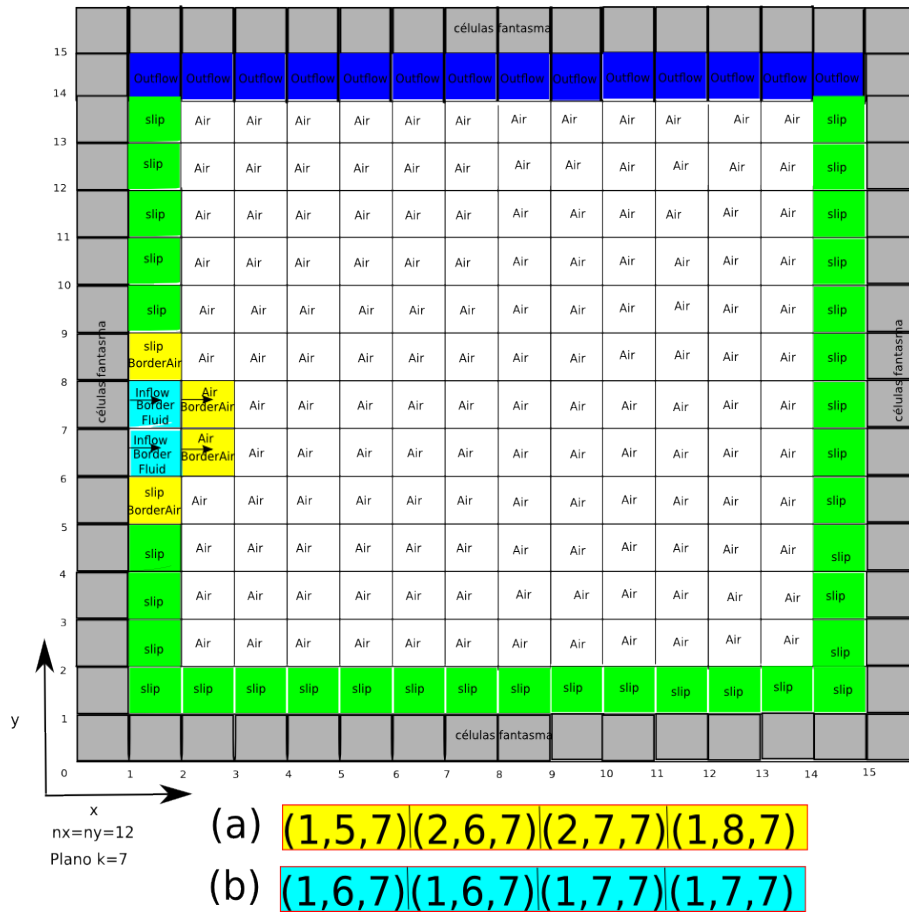 células fantasma
15
Outflow Outflow Outflow Outflow Outflow Outflow Outflow Outflow Outflow Outflow Outflow Outflow Outflow Outflow
14
slip Air Air Air Air Air Air Air Air Air Air Air Air slip
13
slip Air Air Air Air Air Air Air Air Air Air Air Air slip
12
slip Air Air Air Air Air Air Air Air Air Air Air Air slip
11
slip Air Air Air Air Air Air Air Air Air Air Air Air slip
10
slip Air Air Air Air Air Air Air Air Air Air Air Air slip
9
células fantasma
slip BorderAir Air Air Air Air Air Air Air Air Air Air Air Air slip
células fantasma
8
Inflow Border Fluid Air BorderAir Air Air Air Air Air Air Air Air Air Air Air slip
7
Inflow Border Fluid Air BorderAir Air Air Air Air Air Air Air Air Air Air Air slip
6
slip BorderAir Air Air Air Air Air Air Air Air Air Air Air Air slip
5
slip Air Air Air Air Air Air Air Air Air Air Air Air slip
4
slip Air Air Air Air Air Air Air Air Air Air Air Air slip
3
slip Air Air Air Air Air Air Air Air Air Air Air Air slip
2
slip slip slip slip slip slip slip slip slip slip slip slip slip slip
1
y
células fantasma
0 1 2 3 4 5 6 7 8 9 10 11 12 13 14 15
x
nx=ny=12
Plano k=7
(a) (1,5,7) (2,6,7) (2,7,7) (1,8,7)
(b) (1,6,7) (1,6,7) (1,7,7) (1,7,7)